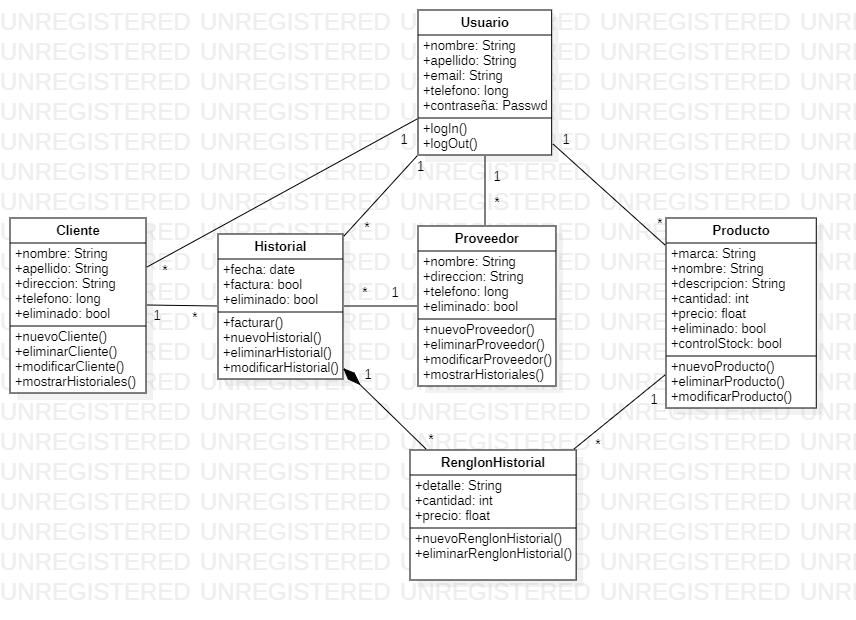 Usuario
+nombre: String
+apellido: String
+email: String
+telefono: long
+contraseña: Passwd
+logIn()
+logOut()
1
1
1
1
*
*
*
*
Cliente
+nombre: String
+apellido: String
+direccion: String
+telefono: long
+eliminado: bool
+nuevoCliente()
+eliminarCliente()
+modificarCliente()
+mostrarHistoriales()
1
*
Historial
+fecha: date
+factura: bool
+eliminado: bool
+facturar()
+nuevoHistorial()
+eliminarHistorial()
+modificarHistorial()
*
1
Proveedor
+nombre: String
+direccion: String
+telefono: long
+eliminado: bool
+nuevoProveedor()
+eliminarProveedor()
+modificarProveedor()
+mostrarHistoriales()
Producto
+marca: String
+nombre: String
+descripcion: String
+cantidad: int
+precio: float
+eliminado: bool
+controlStock: bool
+nuevoProducto()
+eliminarProducto()
+modificarProducto()
1
*
1
*
RenglonHistorial
+detalle: String
+cantidad: int
+precio: float
+nuevoRenglonHistorial()
+eliminarRenglonHistorial()
UNREGISTERED